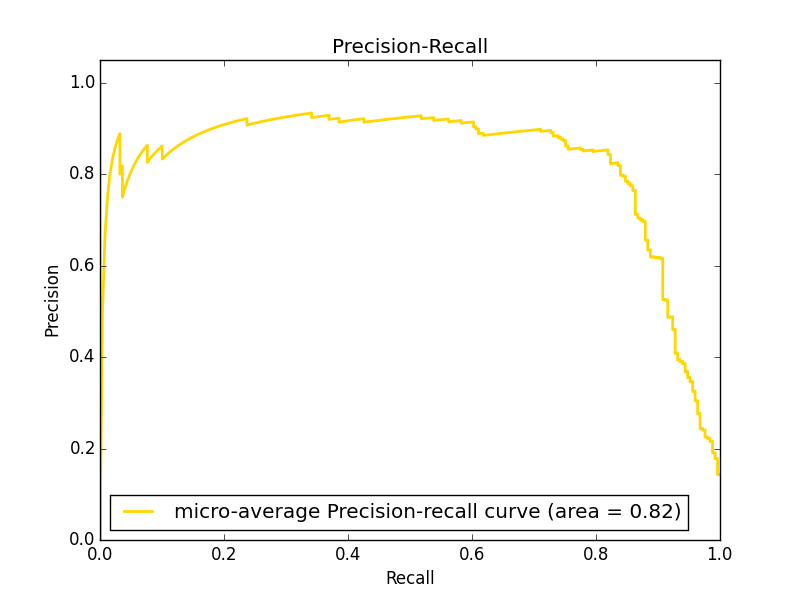 Precision-Recall
1.0
0.8
0.6
0.4
0.2
0.0
Precision
0.0 0.2 0.4 0.6 0.8 1.0
Recall
micro-average Precision-recall curve (area = 0.82)